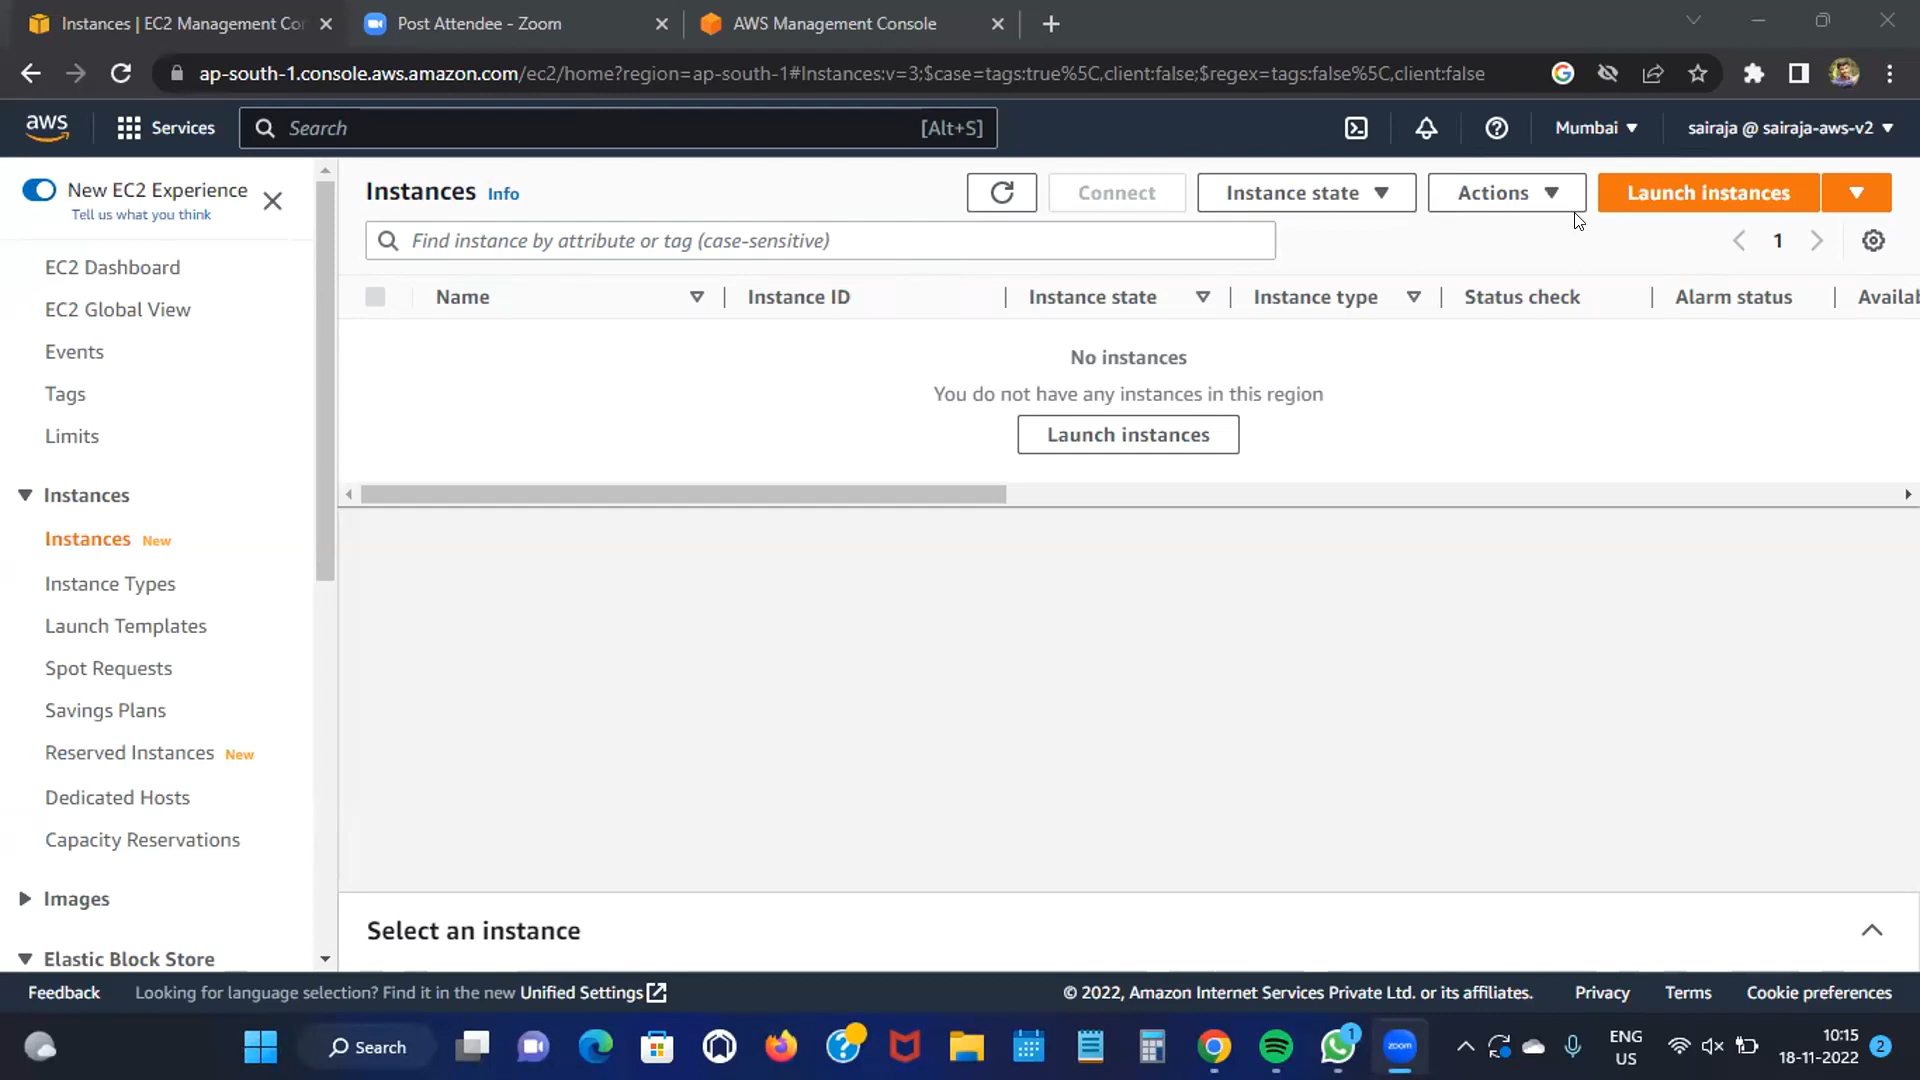 Instances | EC2 Management Cor
Post Attendee - Zoom
AWS Management Console
ap-south-1.console.aws.amazon.com/ec2/home?region=ap-south-1#Instances:v=3;$case=tags:true%5C,client:false;$regex=tags:false%5C,client:false
aws
Services
Search
[Alt+S]
Mumbai
sairaja @ sairaja-aws-v2
New EC2 Experience
Tell us what you think
EC2 Dashboard
EC2 Global View
Events
Tags
Limits
Instances
Instances New
Instance Types
Launch Templates
Spot Requests
Savings Plans
Reserved Instances New
Dedicated Hosts
Capacity Reservations
Images
Elastic Block Store
Instances Info
Connect
Instance state
Actions
Launch instances
Find instance by attribute or tag (case-sensitive)
1
Name
Instance ID
Instance state
Instance type
Status check
Alarm status
Availab
No instances
You do not have any instances in this region
Launch instances
Select an instance
Feedback
Looking for language selection? Find it in the new Unified Settings
© 2022, Amazon Internet Services Private Ltd. or its affiliates.
Privacy
Terms
Cookie preferences
Search
1
zoom
ENG
US
10:15
18-11-2022
2